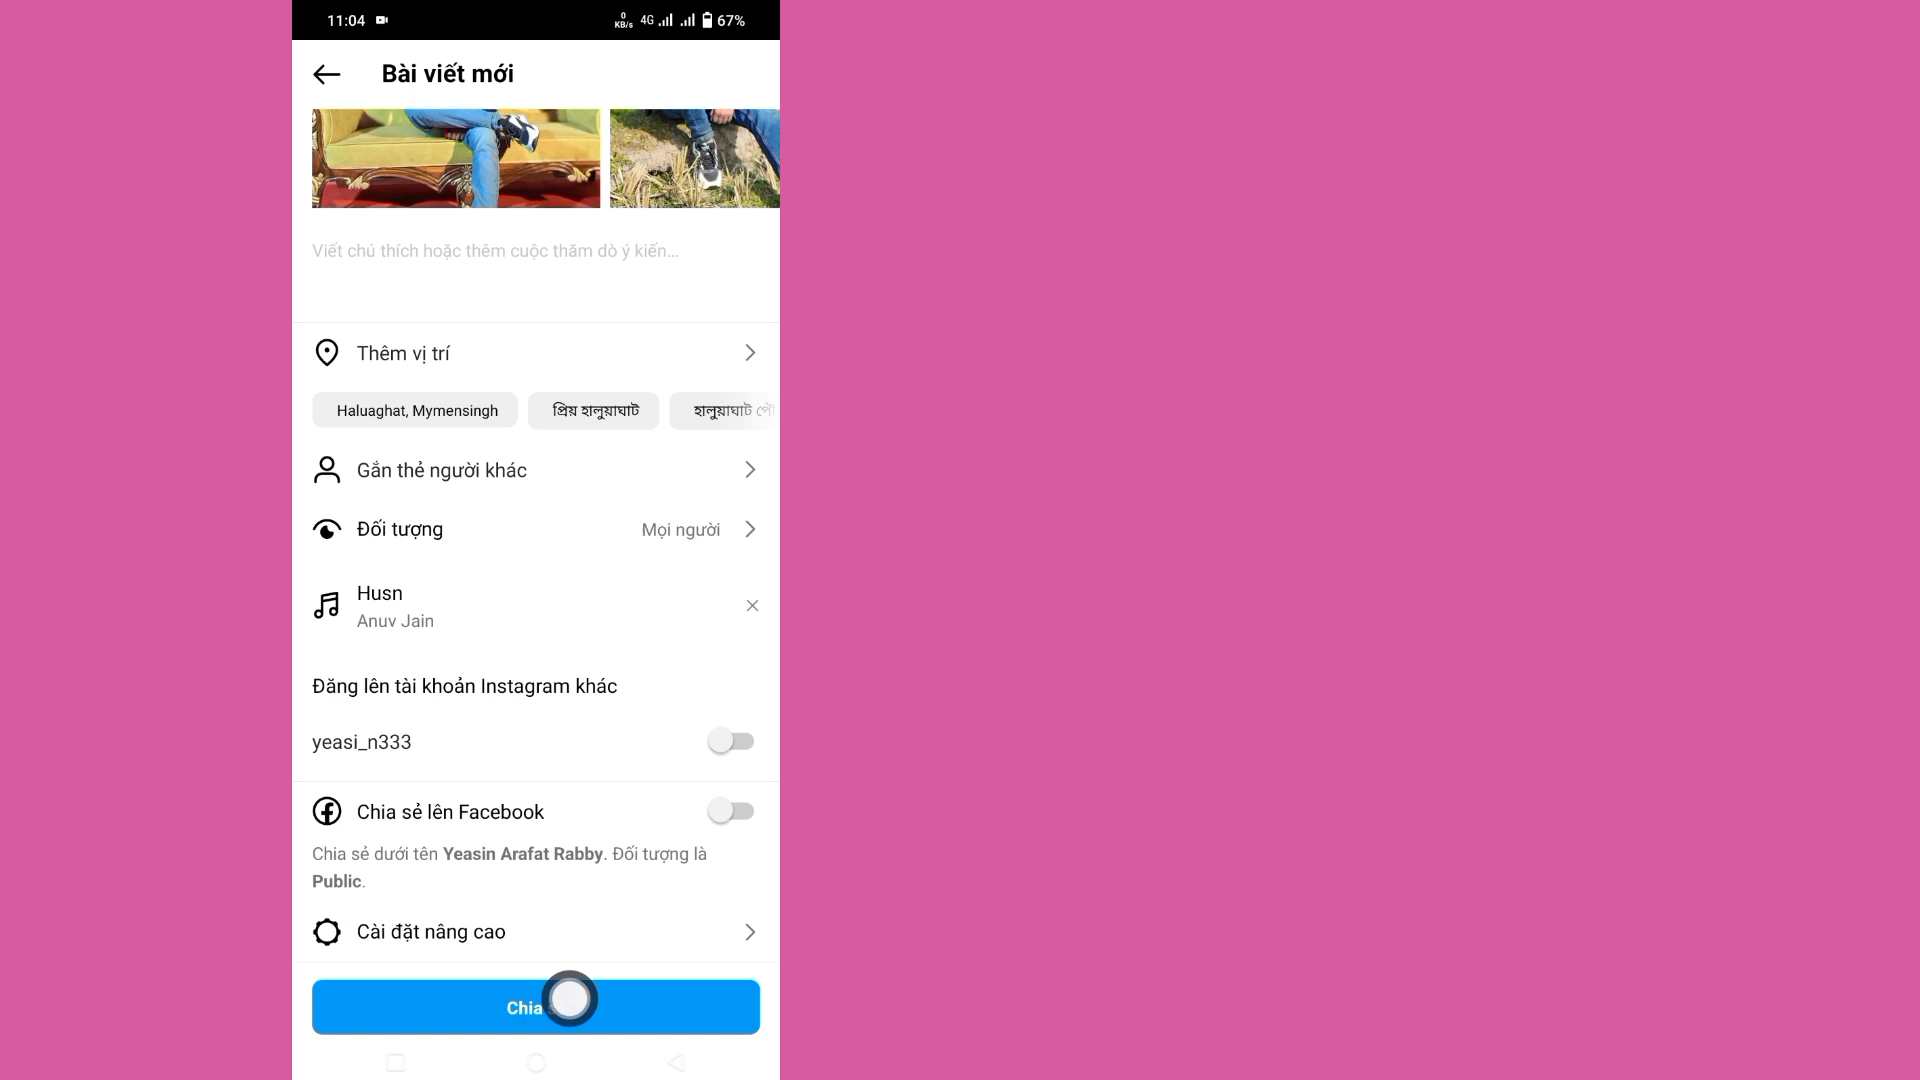 11:04
0 KB/s 4G 67%
Bài viết mới
Viết chú thích hoặc thêm cuộc thăm dò ý kiến...
Thêm vị trí
Haluaghat, Mymensingh প্রিয় হালুয়াঘাট হালুয়াঘাট পৌ
Gắn thẻ người khác
Đối tượng Mọi người
Husn
Anuv Jain
Đăng lên tài khoản Instagram khác
yeasi_n333
Chia sẻ lên Facebook
Chia sẻ dưới tên Yeasin Arafat Rabby. Đối tượng là
Public.
Cài đặt nâng cao
Chia